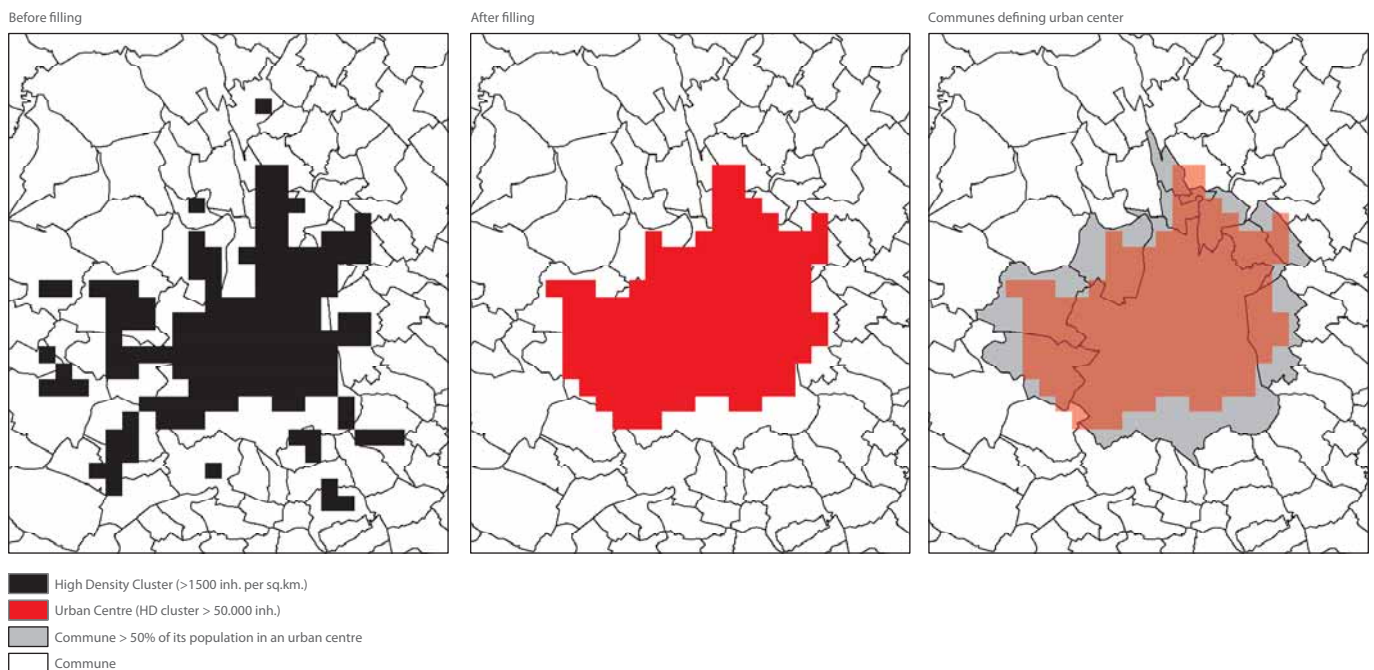 Before filling
After filling
Communes defining urban center
High Density Cluster (>1500 inh. per sq.km.)
Urban Centre (HD cluster > 50.000 inh.)
Commune > 50% of its population in an urban centre
Commune